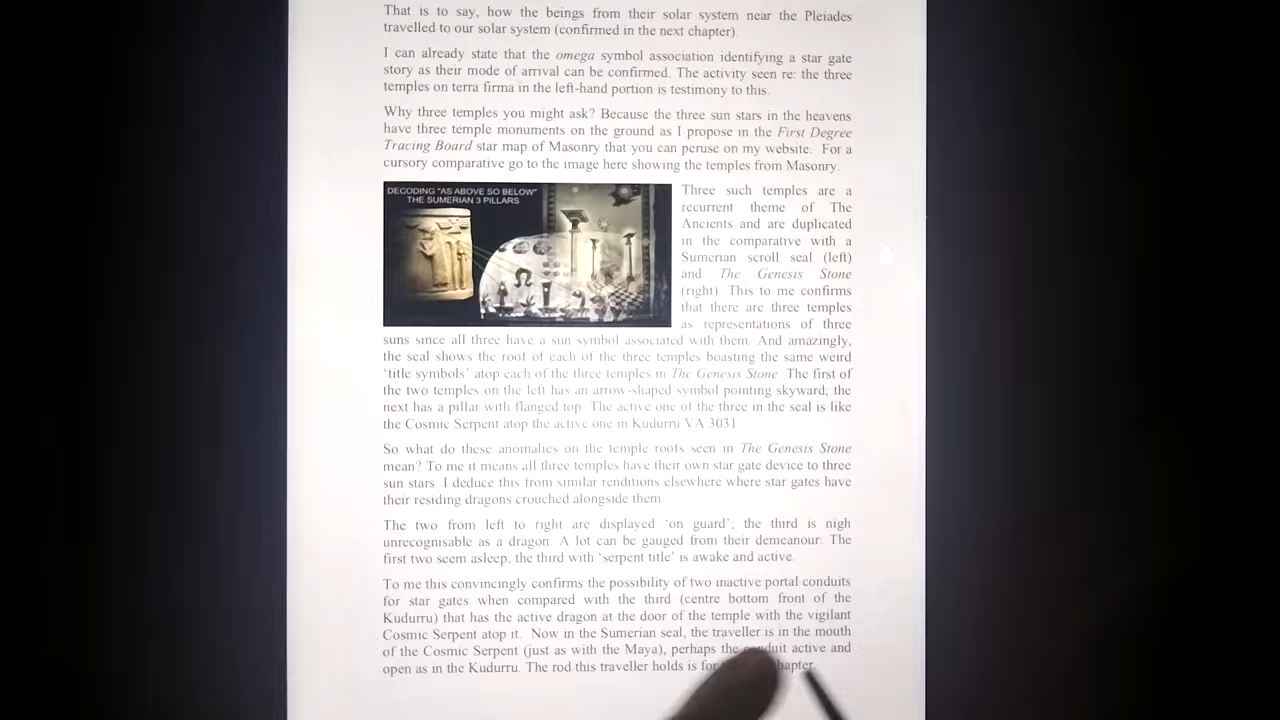 That is to say, how the beings from their solar system near the Pleiades
travelled to our solar system (confirmed in the next chapter).
I can already state that the omega symbol association identifying a star gate
story as their mode of arrival can be confirmed. The activity seen re: the three
temples on terra firma in the left-hand portion is testimony to this.
Why three temples you might ask? Because the three sun stars in the heavens
have three temple monuments on the ground as I propose in the First Degree
Tracing Board star map of Masonry that you can peruse on my website. For a
cursory comparative go to the image here showing the temples from Masonry.
DECODING "AS ABOVE SO BELOW"
THE SUMERIAN 3 PILLARS
Three such temples are a
recurrent theme of The
Ancients and are duplicated
in the comparative with a
Sumerian scroll seal (left)
and The Genesis Stone
(right). This to me confirms
that there are three temples
as representations of three
suns since all three have a sun symbol associated with them. And amazingly,
the seal shows the roof of each of the three temples boasting the same weird
‘title symbols’ atop each of the three temples in The Genesis Stone. The first of
the two temples on the left has an arrow-shaped symbol pointing skyward; the
next has a pillar with flanged top. The active one of the three in the seal is like
the Cosmic Serpent atop the active one in Kudurru VA 3031.
So what do these anomalies on the temple roofs seen in The Genesis Stone
mean? To me it means all three temples have their own star gate device to three
sun stars. I deduce this from similar renditions elsewhere where star gates have
their residing dragons crouched alongside them.
The two from left to right are displayed ‘on guard’; the third is nigh
unrecognisable as a dragon. A lot can be gauged from their demeanour. The
first two seem asleep, the third with ‘serpent title’ is awake and active.
To me this convincingly confirms the possibility of two inactive portal conduits
for star gates when compared with the third (centre bottom front of the
Kudurru) that has the active dragon at the door of the temple with the vigilant
Cosmic Serpent atop it. Now in the Sumerian seal, the traveller is in the mouth
of the Cosmic Serpent (just as with the Maya), perhaps the conduit active and
open as in the Kudurru. The rod this traveller holds is for